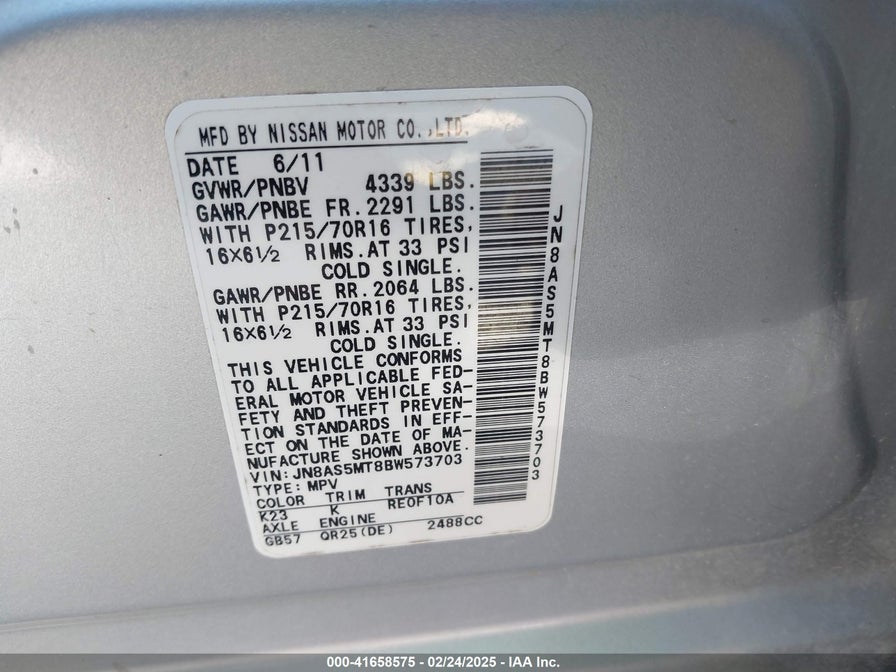 MFD BY NISSAN MOTOR CO.,LTD.
DATE 6/11
GVWR/PNBV 4339 LBS.
GAWR/PNBE FR.2291 LBS.
WITH P215/70R16 TIRES,
16X6½ RIMS.AT 33 PSI
COLD SINGLE.
GAWR/PNBE RR.2064 LBS.
WITH P215/70R16 TIRES,
16X6½ RIMS.AT 33 PSI
COLD SINGLE.
THIS VEHICLE CONFORMS
TO ALL APPLICABLE FED-
ERAL MOTOR VEHICLE SA-
FETY AND THEFT PREVEN-
TION STANDARDS IN EFF-
ECT ON THE DATE OF MA-
NUFACTURE SHOWN ABOVE.
VIN:JN8AS5MT8BW573703
TYPE:MPV
COLOR TRIM TRANS
K23 K RE0F10A
AXLE ENGINE
GB57 QR25(DE) 2488CC
JN8AS5MT8BW573703
000-41658575 - 02/24/2025 - IAA Inc.